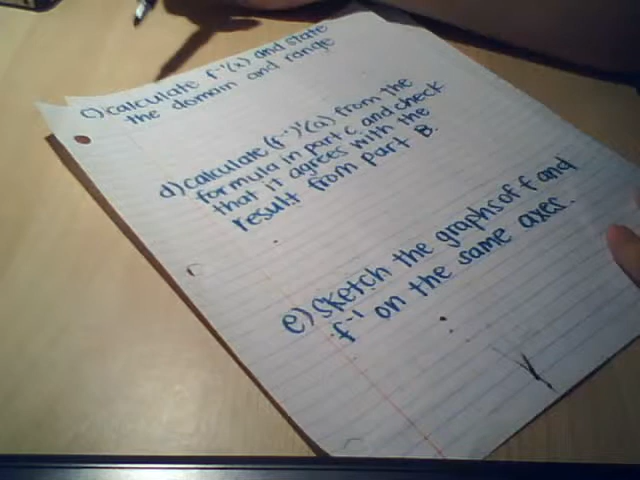 c) calculate f⁻¹(x) and state
the domain and range
d) calculate (f⁻¹)'(a) from the
formula in part c and check
that it agrees with the
result from Part B.
e) Sketch the graphs of f and
f⁻¹ on the same axes.